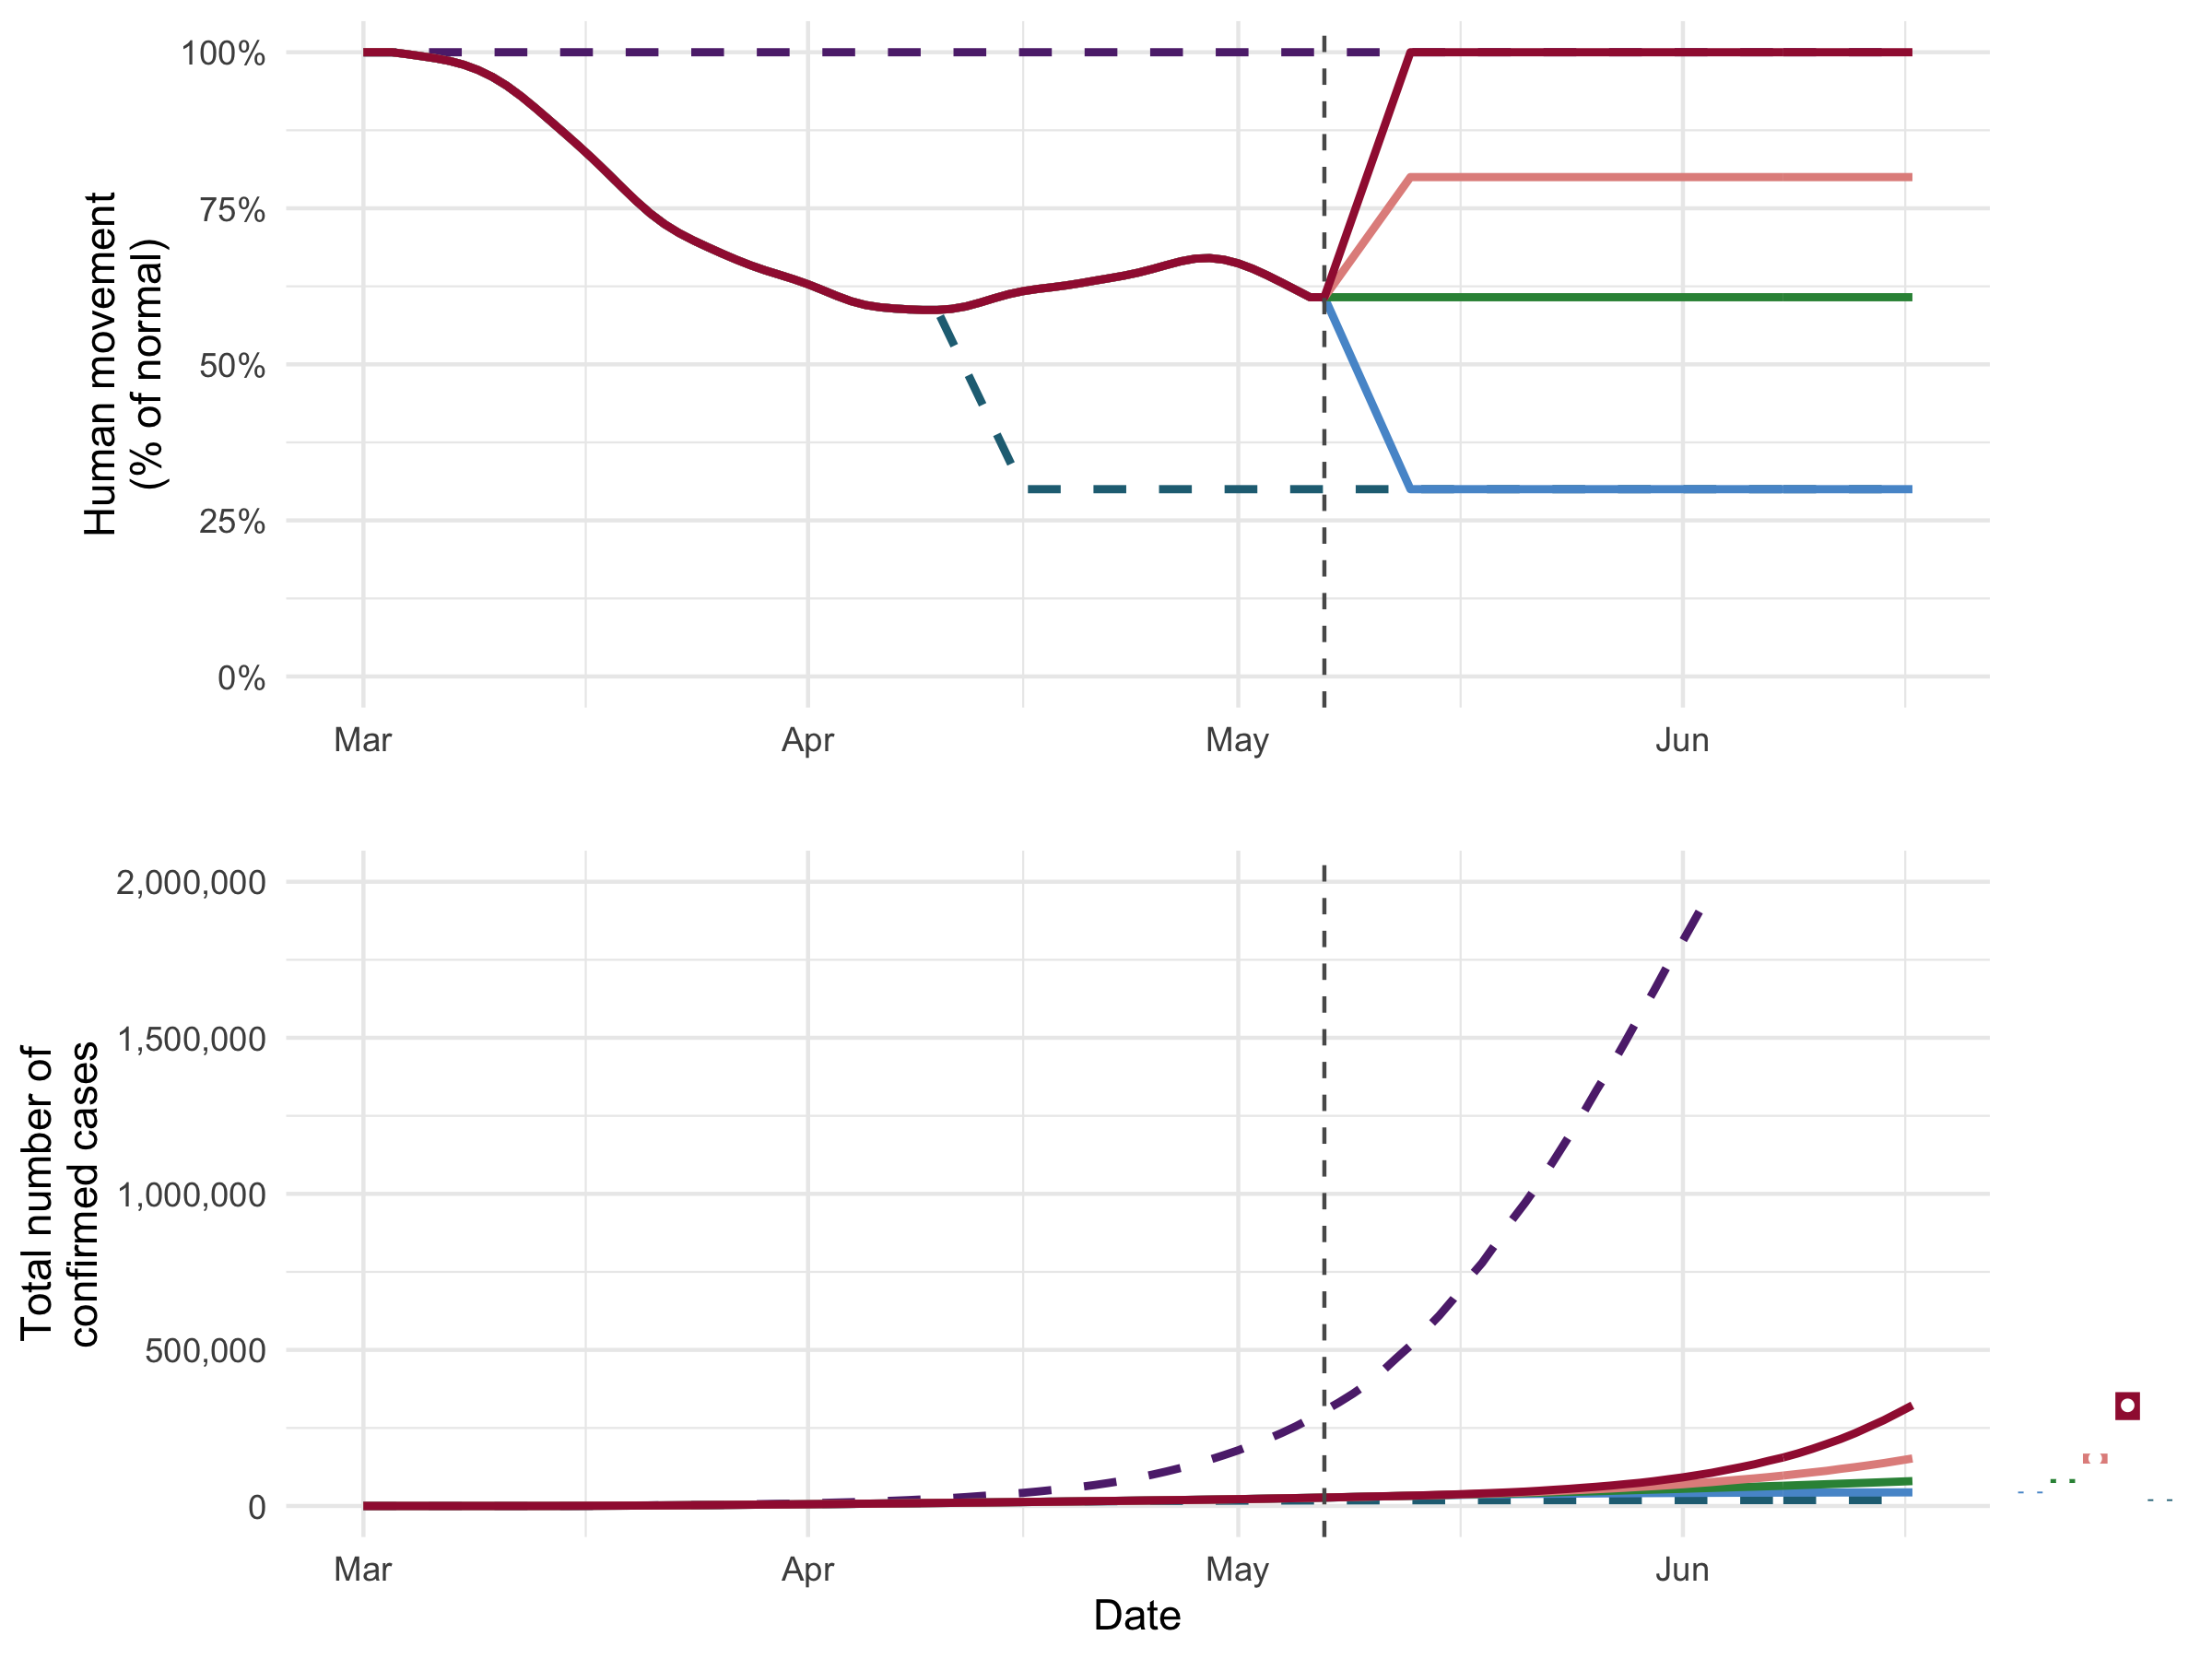 Human movement
(% of normal)
100%
75%
50%
25%
0%
Mar Apr May Jun
Total number of
confirmed cases
2,000,000
1,500,000
1,000,000
500,000
0
Mar Apr May Jun
Date